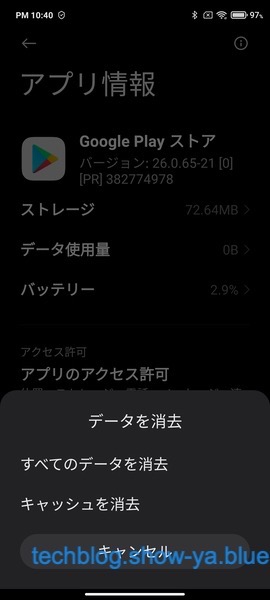 PM 10:40 97%
アプリ情報
Google Play ストア
バージョン: 26.0.65-21 [0]
[PR] 382774978
ストレージ 72.64MB
データ使用量 0B
バッテリー 2.9%
アクセス許可
アプリのアクセス許可
データを消去
すべてのデータを消去
キャッシュを消去
キャンセル
techblog.show-ya.blue